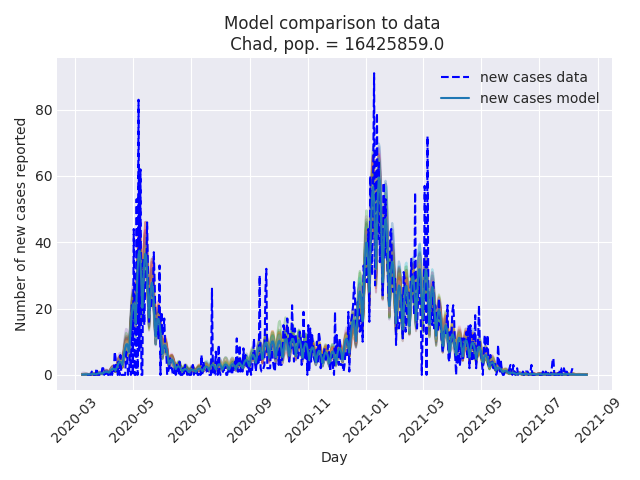 Model comparison to data
Chad, pop. = 16425859.0
new cases data
new cases model
Number of new cases reported
80
60
40
20
0
2020-03
2020-05
2020-07
2020-09
2020-11
2021-01
2021-03
2021-05
2021-07
2021-09
Day